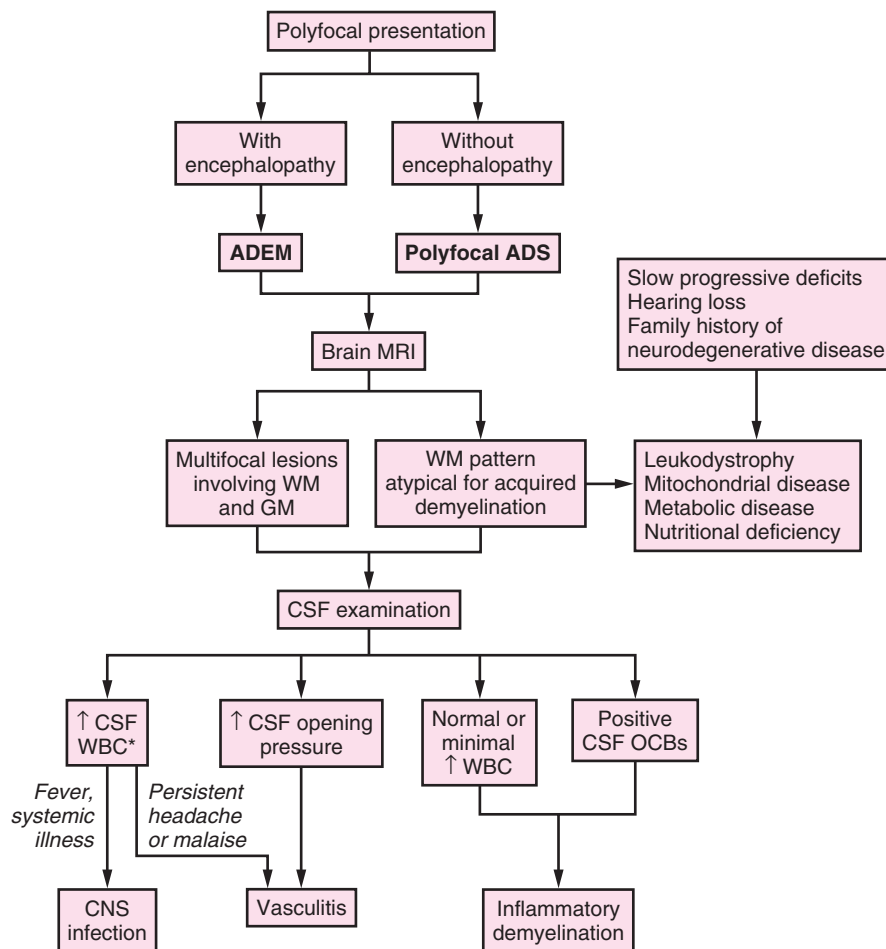 Polyfocal presentation
With
encephalopathy
Without
encephalopathy
ADEM
Polyfocal ADS
Slow progressive deficits
Hearing loss
Family history of
neurodegenerative disease
Brain MRI
Multifocal lesions
involving WM
and GM
WM pattern
atypical for acquired
demyelination
Leukodystrophy
Mitochondrial disease
Metabolic disease
Nutritional deficiency
CSF examination
↑ CSF
WBC*
↑ CSF opening
pressure
Normal or
minimal
↑ WBC
Positive
CSF OCBs
Fever,
systemic
illness
Persistent
headache
or malaise
CNS
infection
Vasculitis
Inflammatory
demyelination